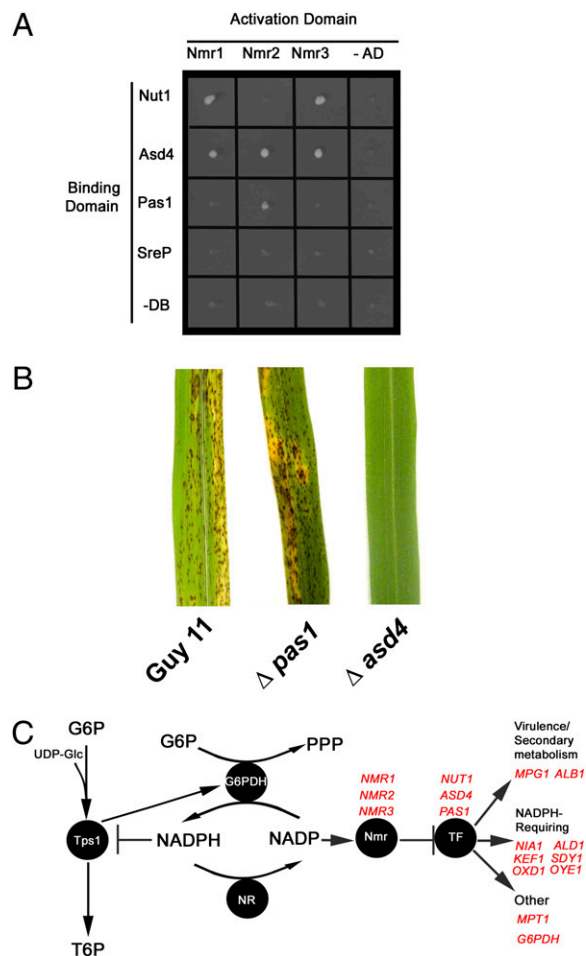 A
Activation Domain
Nmr1 Nmr2 Nmr3 - AD
Nut1
Asd4
Binding Domain
Pas1
SreP
-DB
B
Guy 11
Δ pas1
Δ asd4
C
G6P
UDP-Glc
Tps1
T6P
G6P
PPP
G6PDH
NADPH
NADP
NR
NMR1
NMR2
NMR3
Nmr
NUT1
ASD4
PAS1
TF
Virulence/
Secondary
metabolism
MPG1 ALB1
NADPH-
Requiring
NIA1 ALD1
KEF1 SDY1
OXD1 OYE1
Other
MPT1
G6PDH